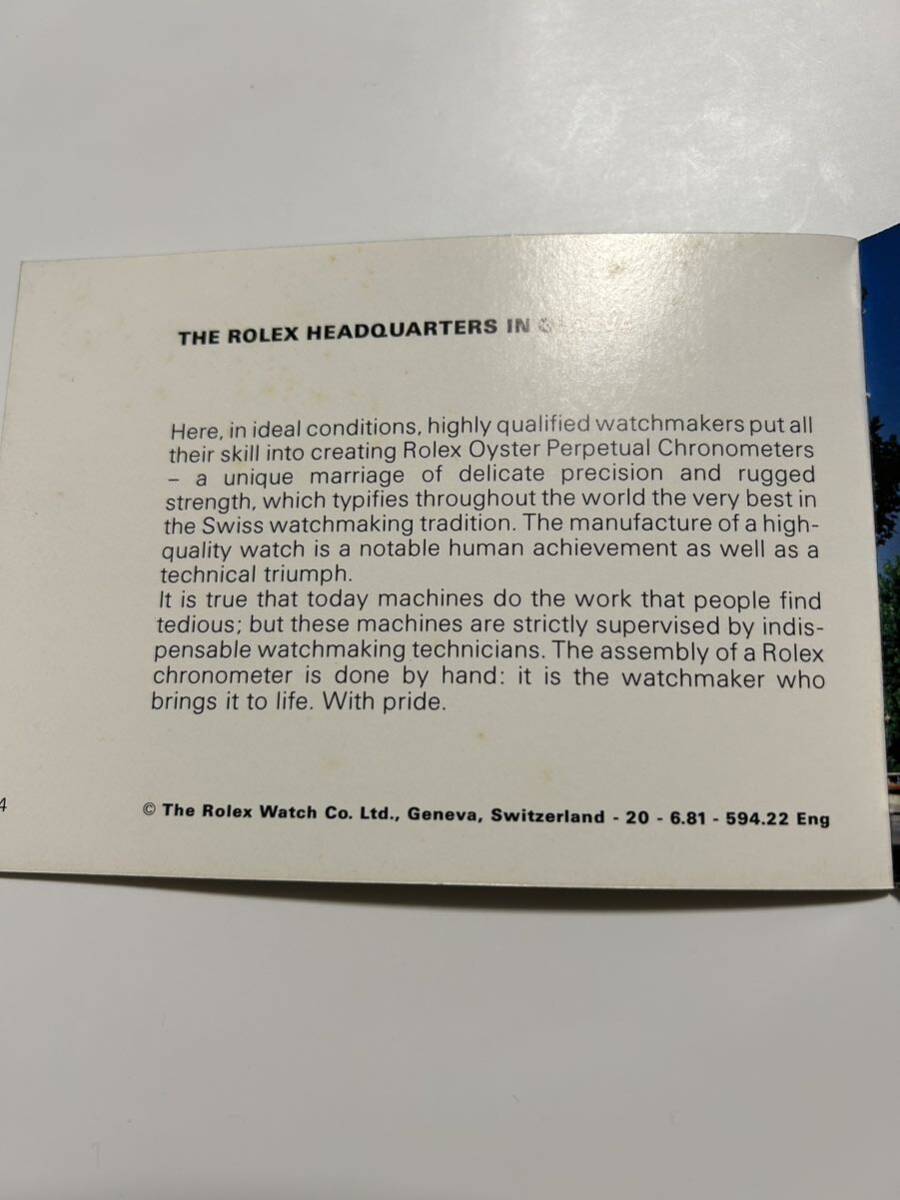 THE ROLEX HEADQUARTERS IN
Here, in ideal conditions, highly qualified watchmakers put all
their skill into creating Rolex Oyster Perpetual Chronometers
– a unique marriage of delicate precision and rugged
strength, which typifies throughout the world the very best in
the Swiss watchmaking tradition. The manufacture of a high-
quality watch is a notable human achievement as well as a
technical triumph.
It is true that today machines do the work that people find
tedious; but these machines are strictly supervised by indis-
pensable watchmaking technicians. The assembly of a Rolex
chronometer is done by hand: it is the watchmaker who
brings it to life. With pride.
4
© The Rolex Watch Co. Ltd., Geneva, Switzerland - 20 - 6.81 - 594.22 Eng